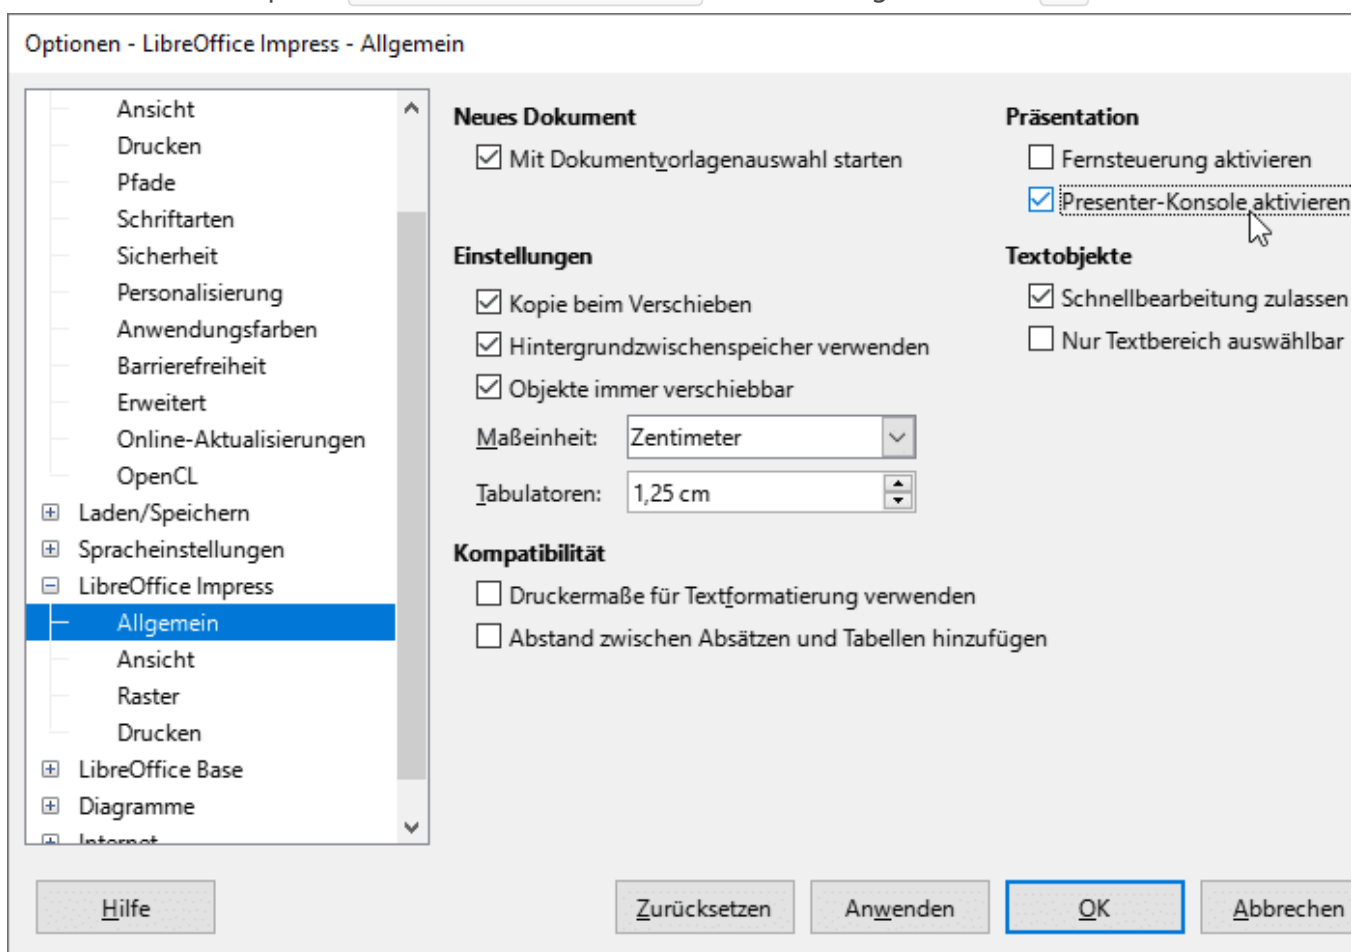 Optionen - LibreOffice Impress - Allgemein
Ansicht
Drucken
Pfade
Schriftarten
Sicherheit
Personalisierung
Anwendungsfarben
Barrierefreiheit
Erweitert
Online-Aktualisierungen
OpenCL
Laden/Speichern
Spracheinstellungen
LibreOffice Impress
Allgemein
Ansicht
Raster
Drucken
LibreOffice Base
Diagramme
Internet
Neues Dokument
Mit Dokumentvorlagenauswahl starten
Einstellungen
Kopie beim Verschieben
Hintergrundzwischenspeicher verwenden
Objekte immer verschiebbar
Maßeinheit: Zentimeter
Tabulatoren: 1,25 cm
Kompatibilität
Druckermaße für Textformatierung verwenden
Abstand zwischen Absätzen und Tabellen hinzufügen
Präsentation
Fernsteuerung aktivieren
Presenter-Konsole aktivieren
Textobjekte
Schnellbearbeitung zulassen
Nur Textbereich auswählbar
Hilfe
Zurücksetzen
Anwenden
OK
Abbrechen